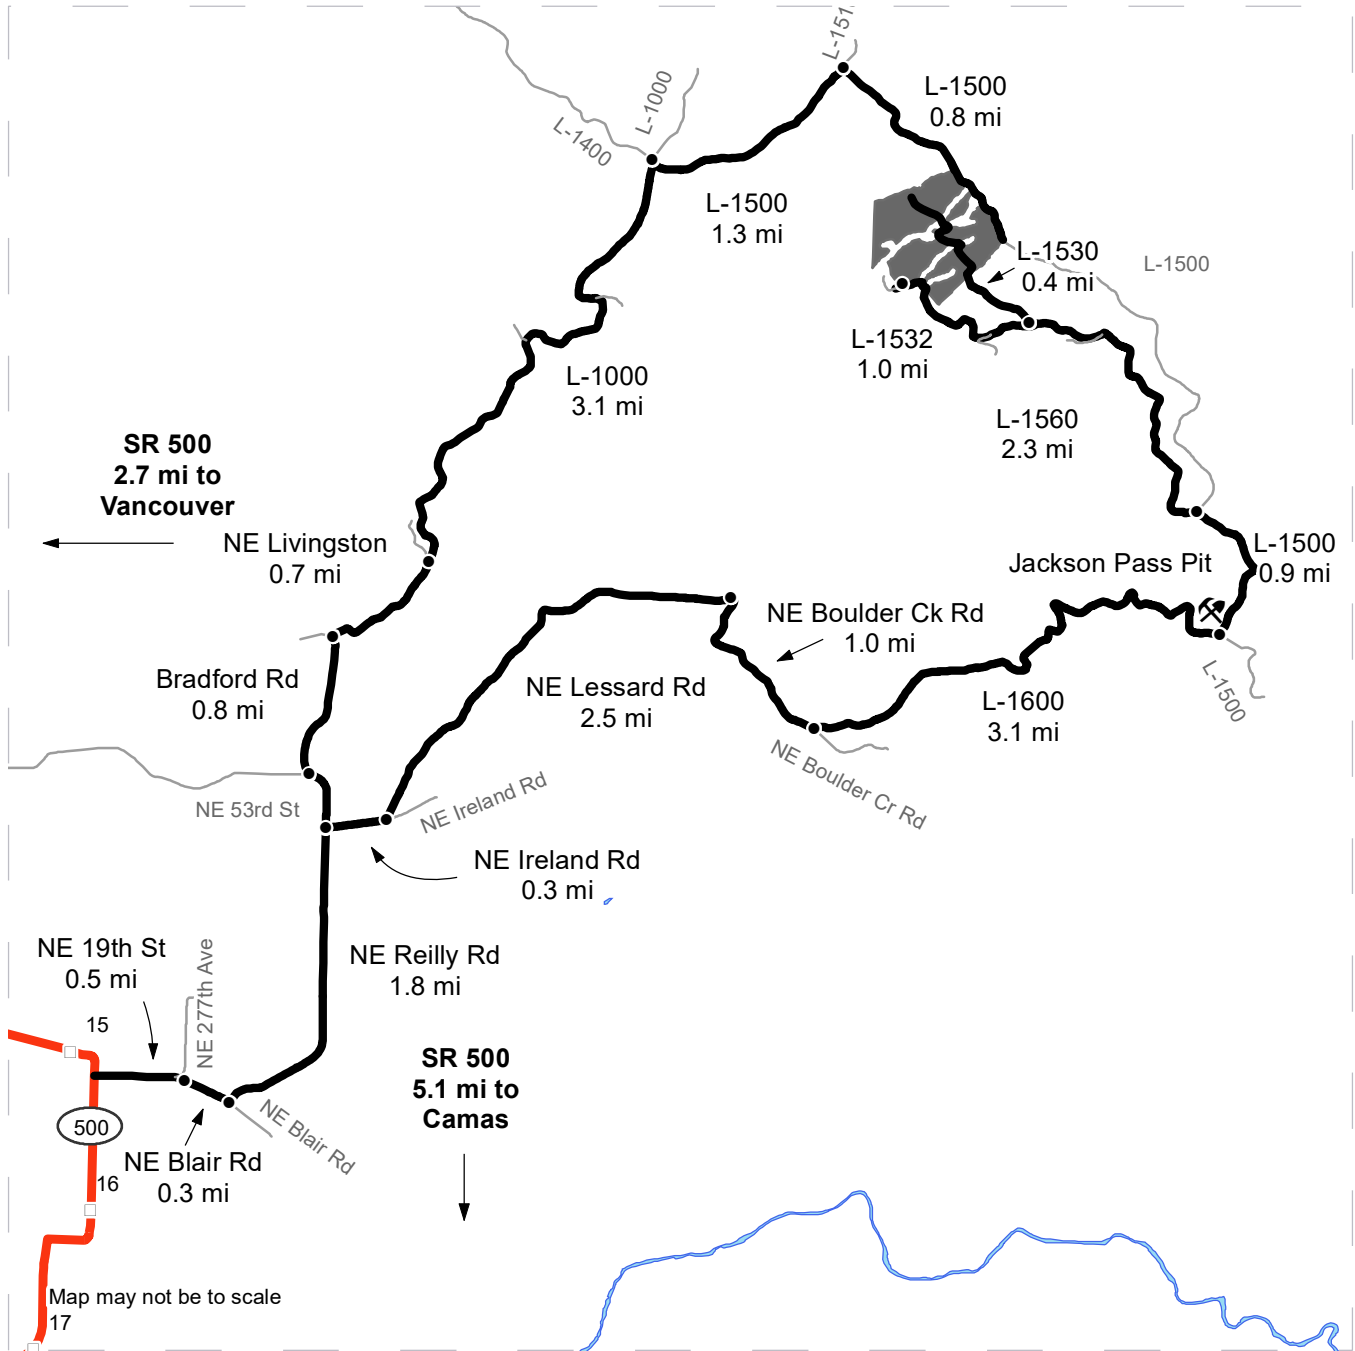 L-151
L-1000
L-1400
L-1500
0.8 mi
L-1500
1.3 mi
L-1530
0.4 mi
L-1500
L-1532
1.0 mi
L-1000
3.1 mi
L-1560
2.3 mi
SR 500
2.7 mi to
Vancouver
NE Livingston
0.7 mi
L-1500
0.9 mi
Jackson Pass Pit
NE Boulder Ck Rd
1.0 mi
Bradford Rd
0.8 mi
NE Lessard Rd
2.5 mi
L-1600
3.1 mi
L-1500
NE Boulder Cr Rd
NE 53rd St
NE Ireland Rd
NE Ireland Rd
0.3 mi
NE 19th St
0.5 mi
NE 277th Ave
NE Reilly Rd
1.8 mi
15
SR 500
5.1 mi to
Camas
500
NE Blair Rd
NE Blair Rd
0.3 mi
16
Map may not be to scale
17